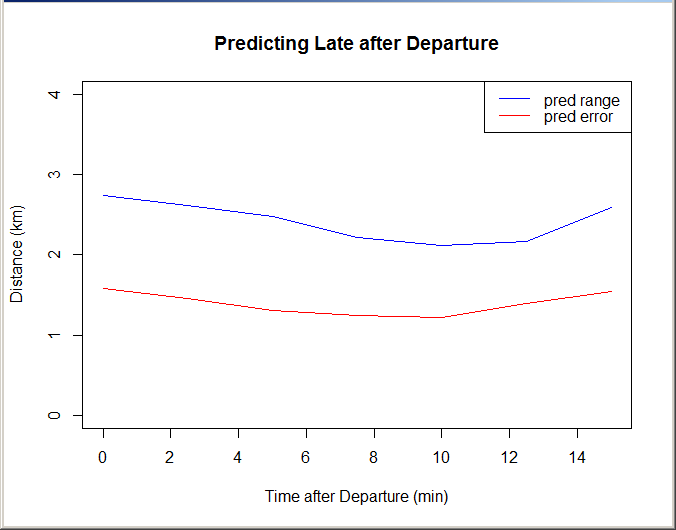 Predicting Late after Departure
pred range
pred error
4
3
2
1
0
Distance (km)
0 2 4 6 8 10 12 14
Time after Departure (min)